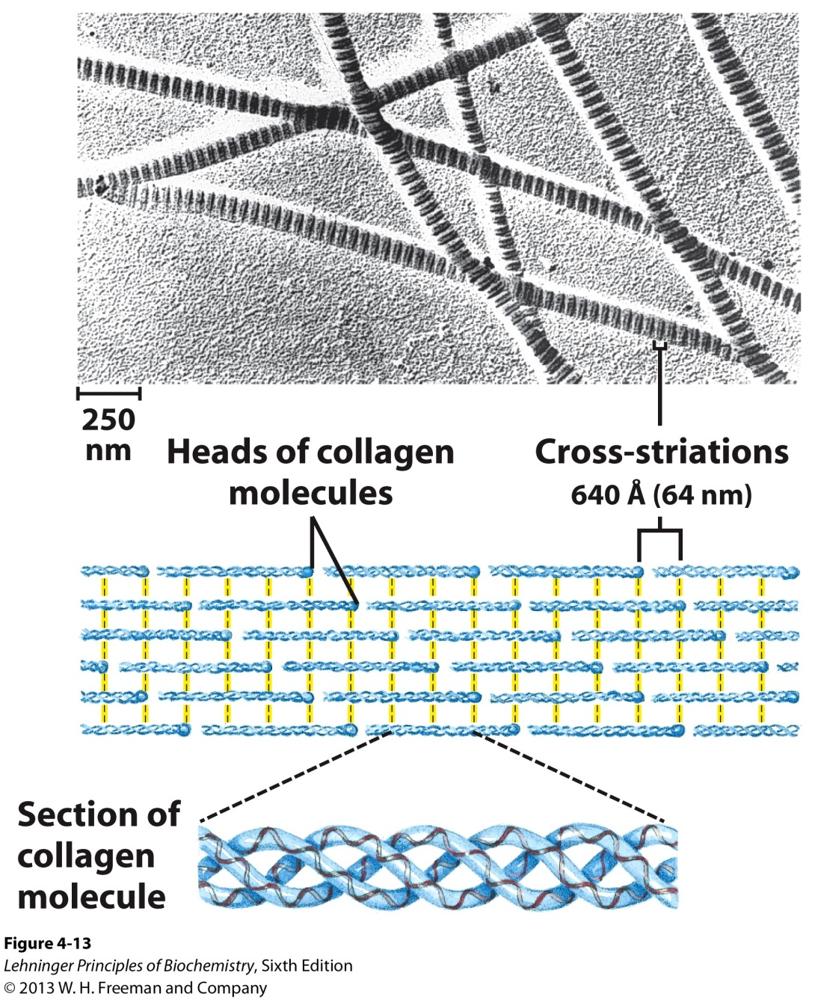 250
nm
Heads of collagen
molecules
Cross-striations
640 Å (64 nm)
Section of
collagen
molecule
Figure 4-13
Lehninger Principles of Biochemistry, Sixth Edition
© 2013 W. H. Freeman and Company